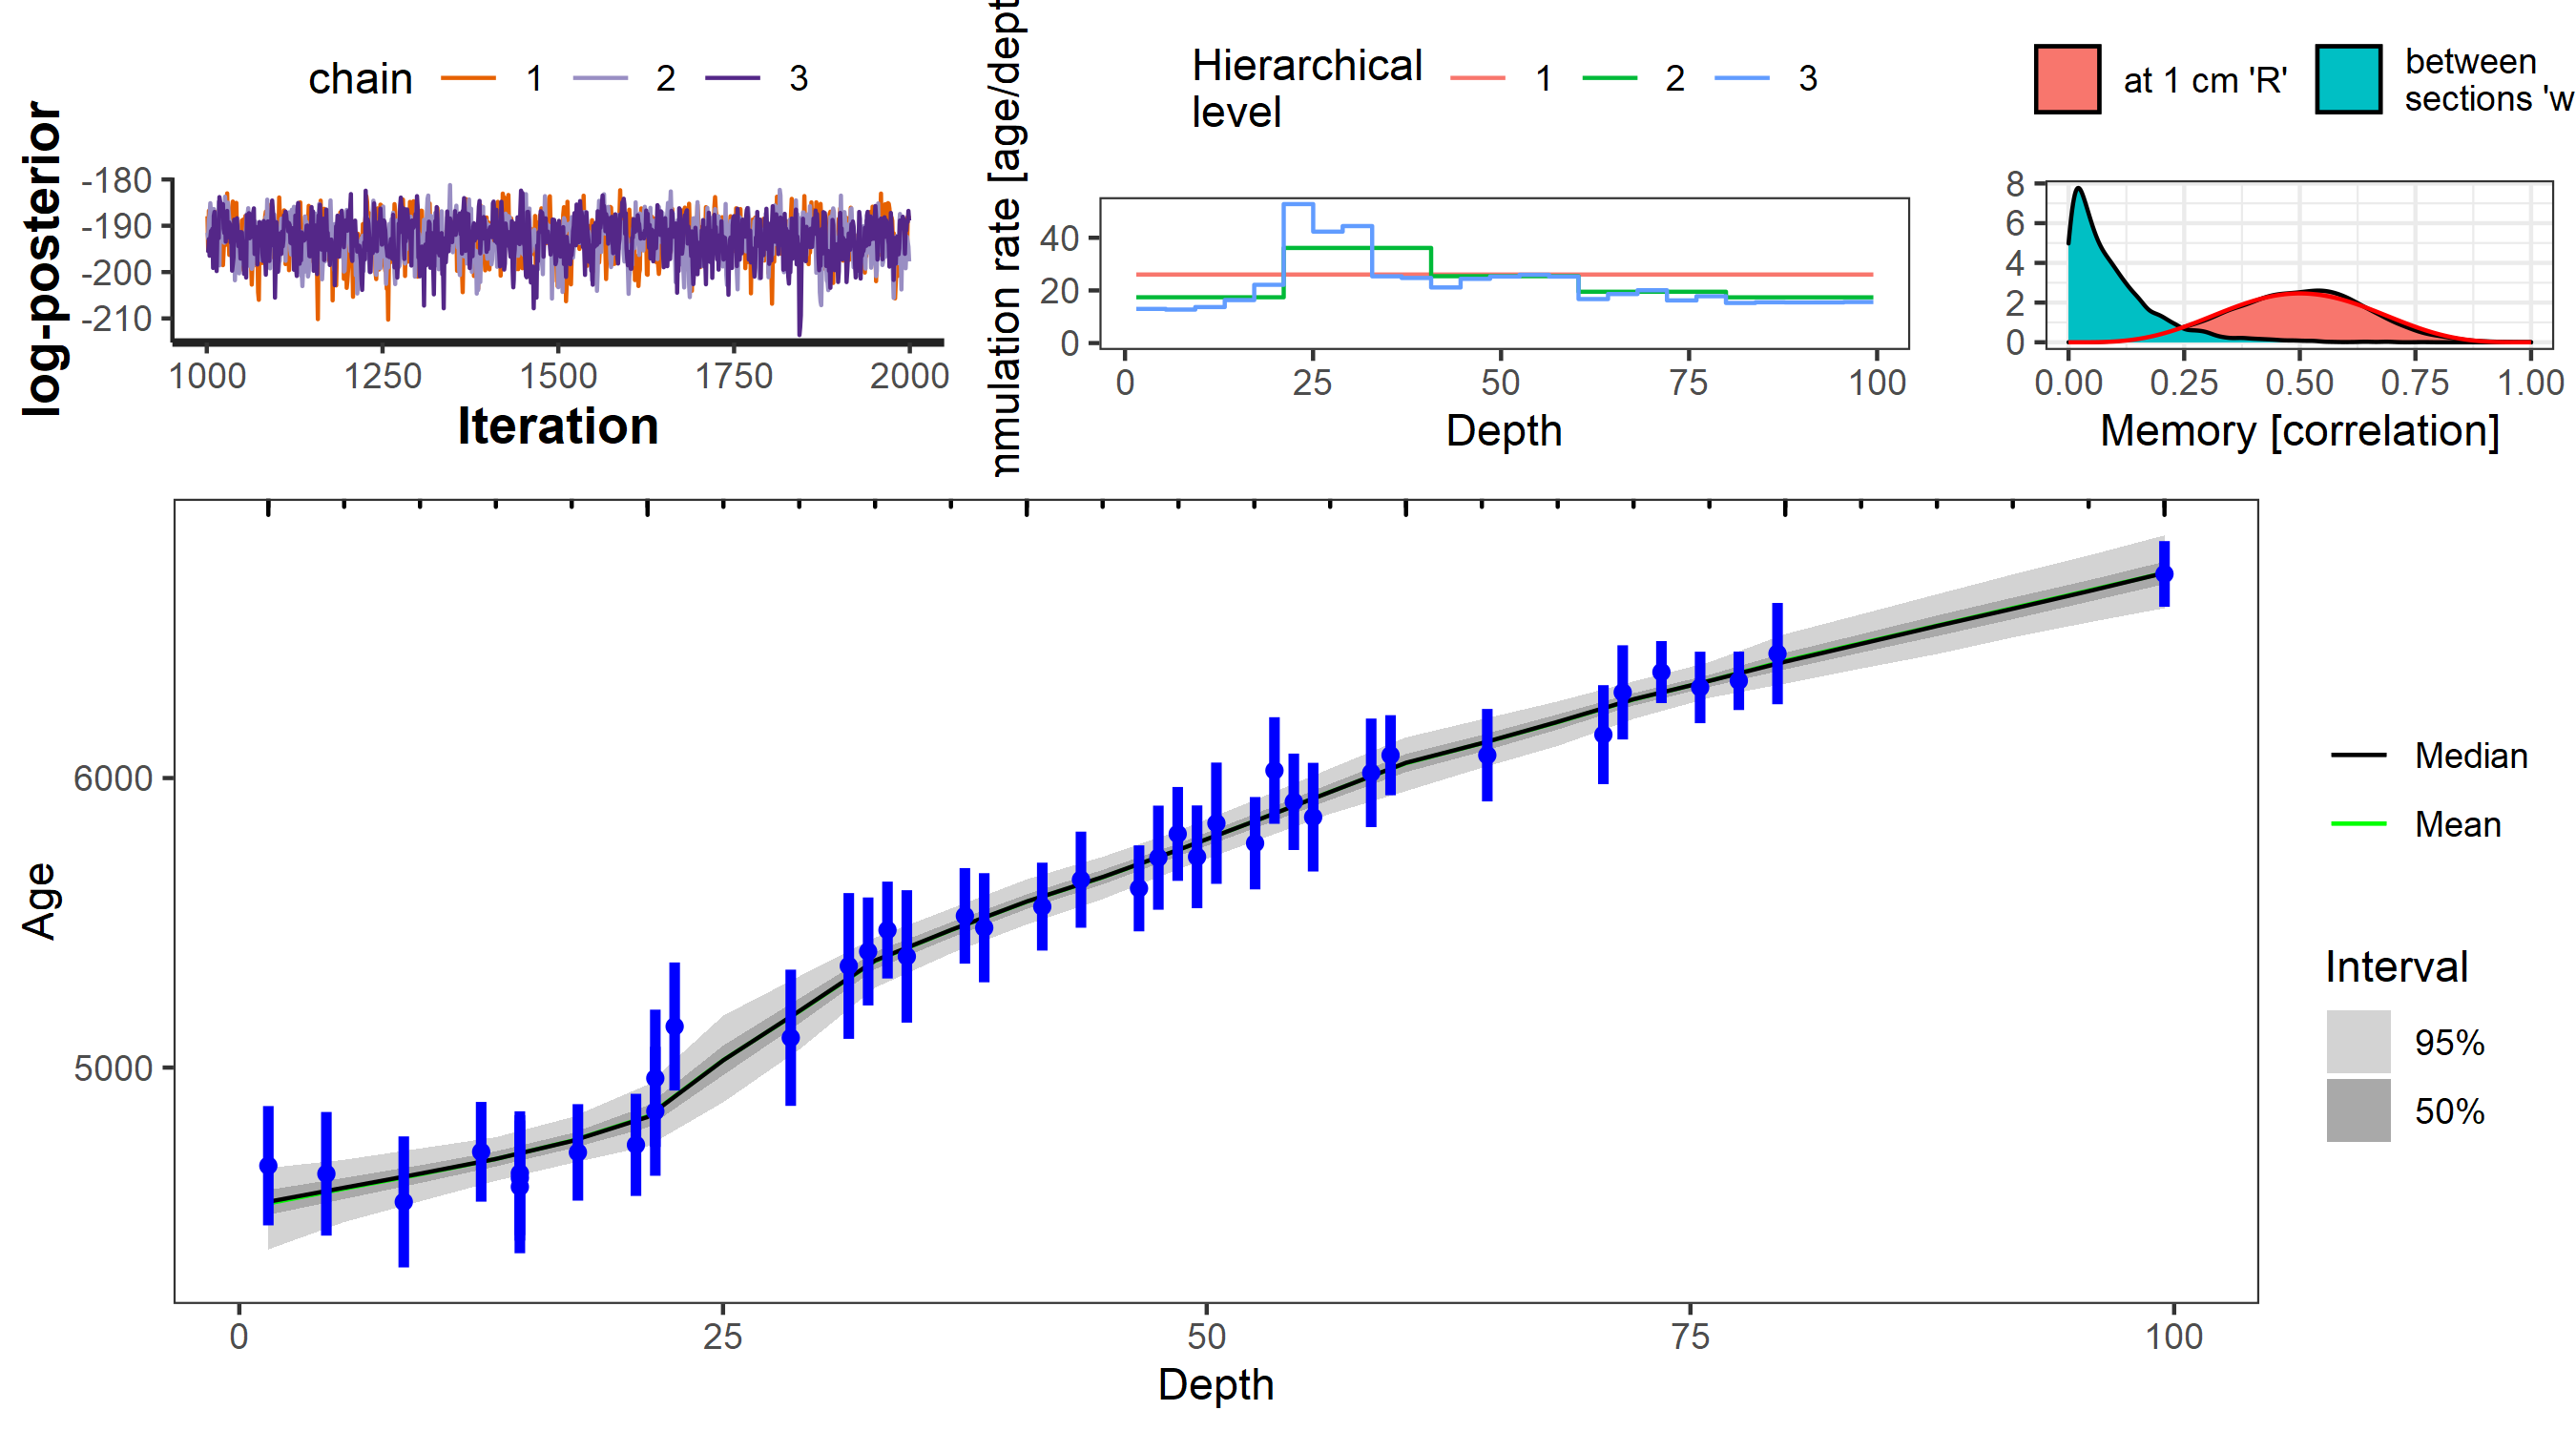 chain 1 2 3
log-posterior
-180
-190
-200
-210
1000 1250 1500 1750 2000
Iteration
Hierarchical
level
1 2 3
mulation rate [age/dept
40
20
0
0 25 50 75 100
Depth
at 1 cm 'R'
between
sections 'w
8
6
4
2
0
0.00 0.25 0.50 0.75 1.00
Memory [correlation]
Age
6000
5000
0 25 50 75 100
Depth
Median
Mean
Interval
95%
50%